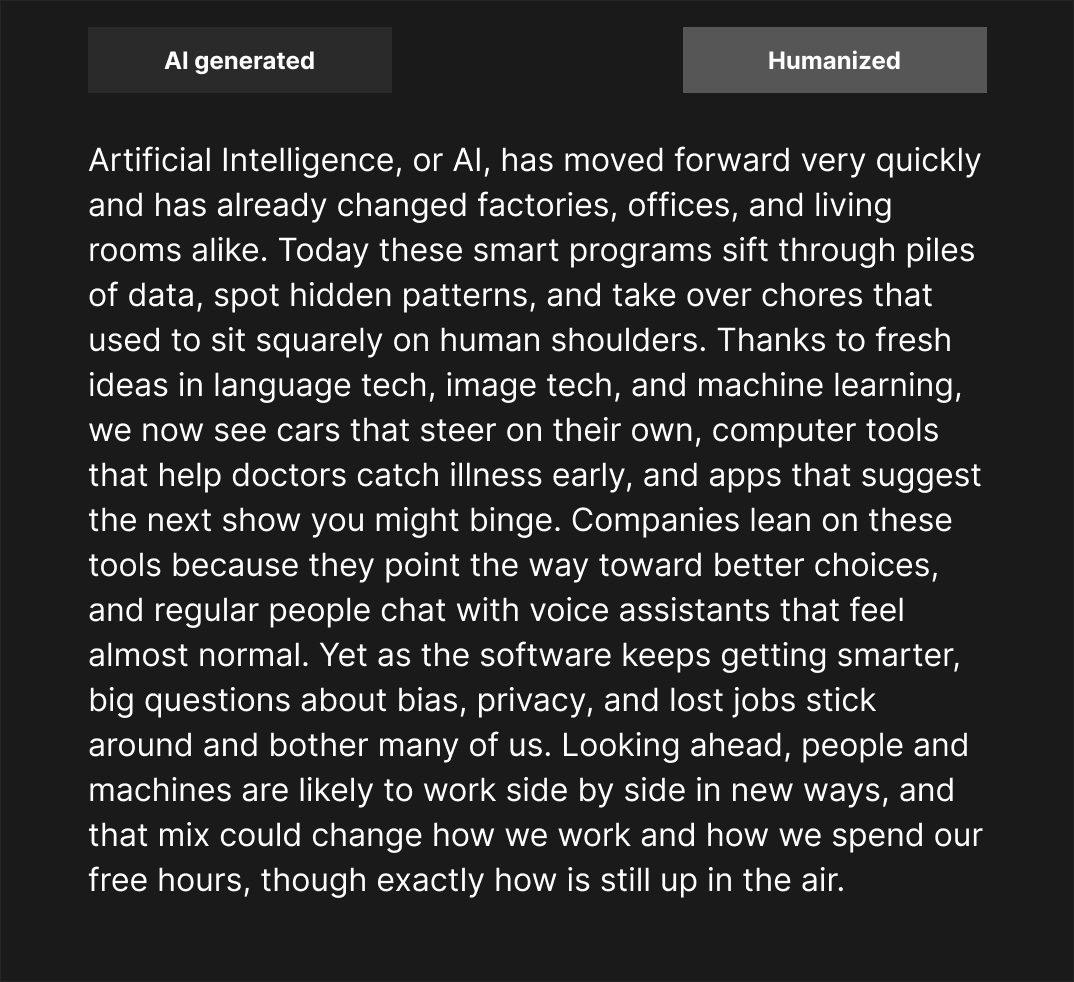 AI generated
Humanized
Artificial Intelligence, or AI, has moved forward very quickly
and has already changed factories, offices, and living
rooms alike. Today these smart programs sift through piles
of data, spot hidden patterns, and take over chores that
used to sit squarely on human shoulders. Thanks to fresh
ideas in language tech, image tech, and machine learning,
we now see cars that steer on their own, computer tools
that help doctors catch illness early, and apps that suggest
the next show you might binge. Companies lean on these
tools because they point the way toward better choices,
and regular people chat with voice assistants that feel
almost normal. Yet as the software keeps getting smarter,
big questions about bias, privacy, and lost jobs stick
around and bother many of us. Looking ahead, people and
machines are likely to work side by side in new ways, and
that mix could change how we work and how we spend our
free hours, though exactly how is still up in the air.